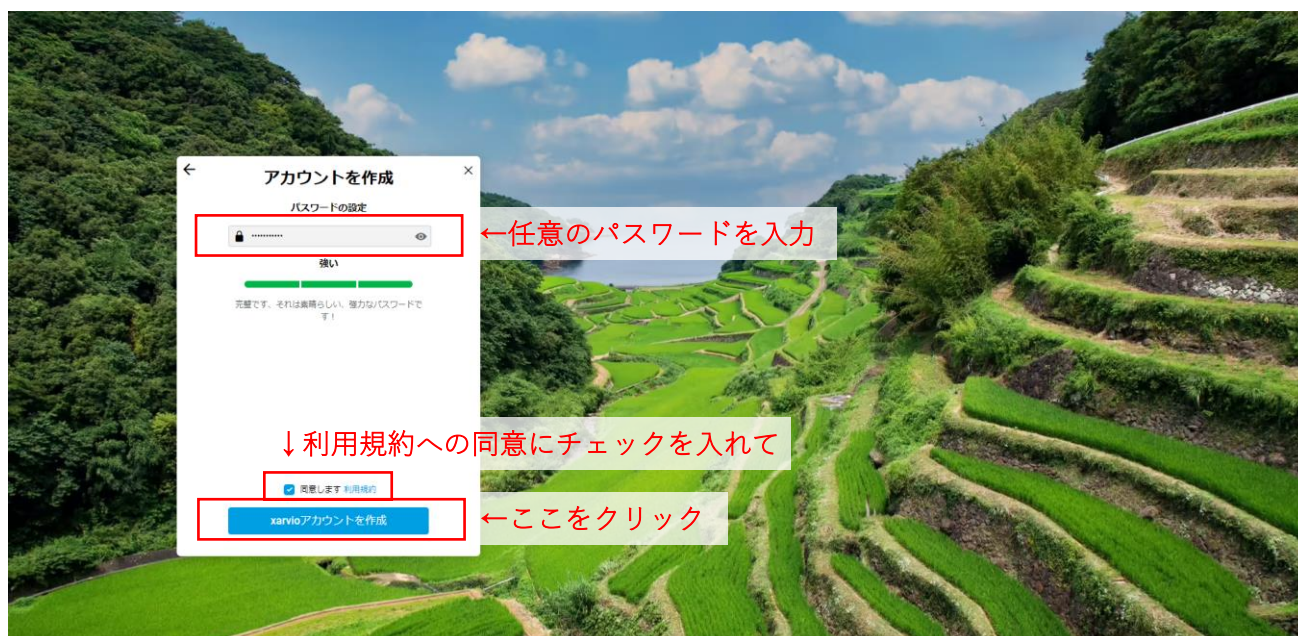 アカウントを作成
パスワードの設定
←任意のパスワードを入力
強い
完璧です、それは素晴らしい、強力なパスワードで
す！
↓利用規約への同意にチェックを入れて
同意します 利用規約
xarvioアカウントを作成
←ここをクリック